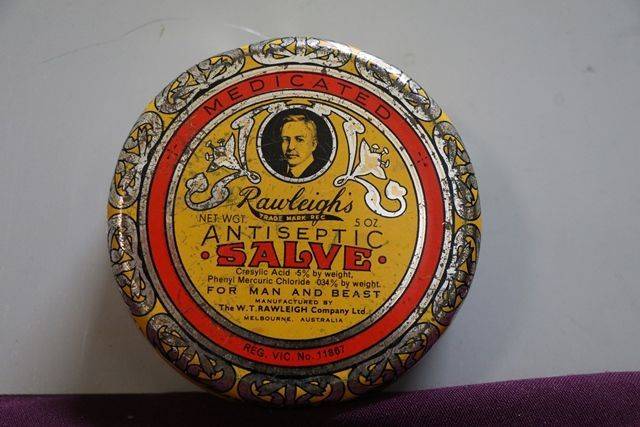 MEDICATED
Rawleigh's
TRADE MARK REG
NET. WGT. 5 OZ.
ANTISEPTIC
• SALVE •
Cresylic Acid ·5% by weight,
Phenyl Mercuric Chloride ·034% by weight.
FOR MAN AND BEAST
MANUFACTURED BY
The W.T. RAWLEIGH Company Ltd.
MELBOURNE, AUSTRALIA
REG. VIC. No. 11867